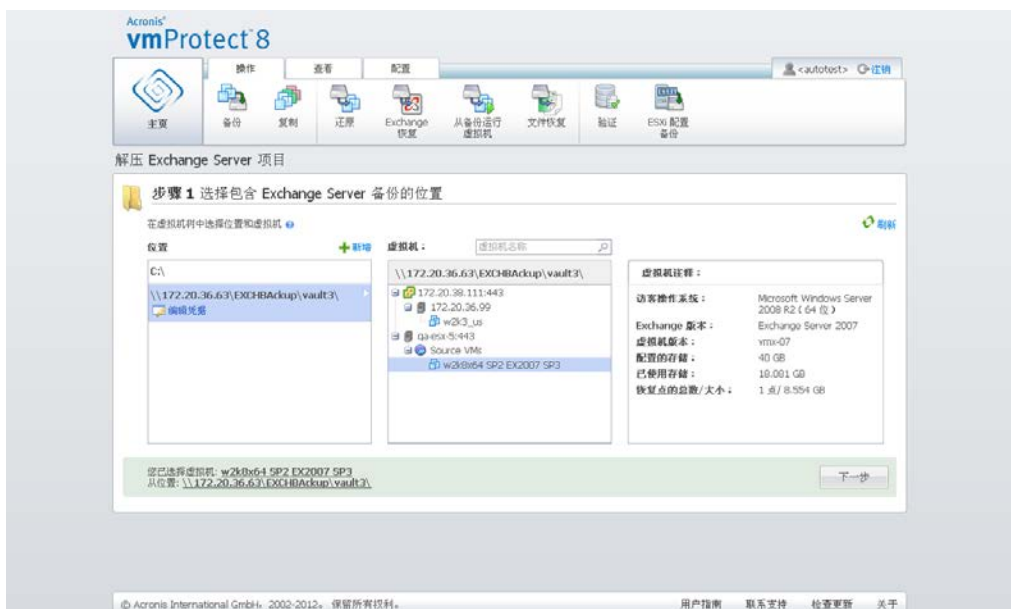 Acronis®
vmProtect™8
操作
查看
配置
<autotest> 注销
主页
备份
复制
还原
Exchange 恢复
从备份运行虚拟机
文件恢复
验证
ESXi 配置备份
解压 Exchange Server 项目
步骤 1 选择包含 Exchange Server 备份的位置
在虚拟机树中选择位置和虚拟机
刷新
位置
新增
C:\
\\172.20.36.63\EXCHBAckup\vault3\
编辑凭据
虚拟机：
虚拟机名称
\\172.20.36.63\EXCHBAckup\vault3\
172.20.38.111:443
172.20.36.99
w2k3_us
qa-esx-5:443
Source VMs
w2k8x64 SP2 EX2007 SP3
虚拟机注释：
访客操作系统： Microsoft Windows Server 2008 R2 ( 64 位 )
Exchange 版本： Exchange Server 2007
虚拟机版本： vmx-07
配置的存储： 40 GB
已使用存储： 18.081 GB
恢复点的总数/大小： 1 点/ 8.554 GB
您已选择虚拟机: w2k8x64 SP2 EX2007 SP3
从位置: \\172.20.36.63\EXCHBAckup\vault3\
下一步
© Acronis International GmbH。 2002-2012。 保留所有权利。
用户指南
联系支持
检查更新
关于